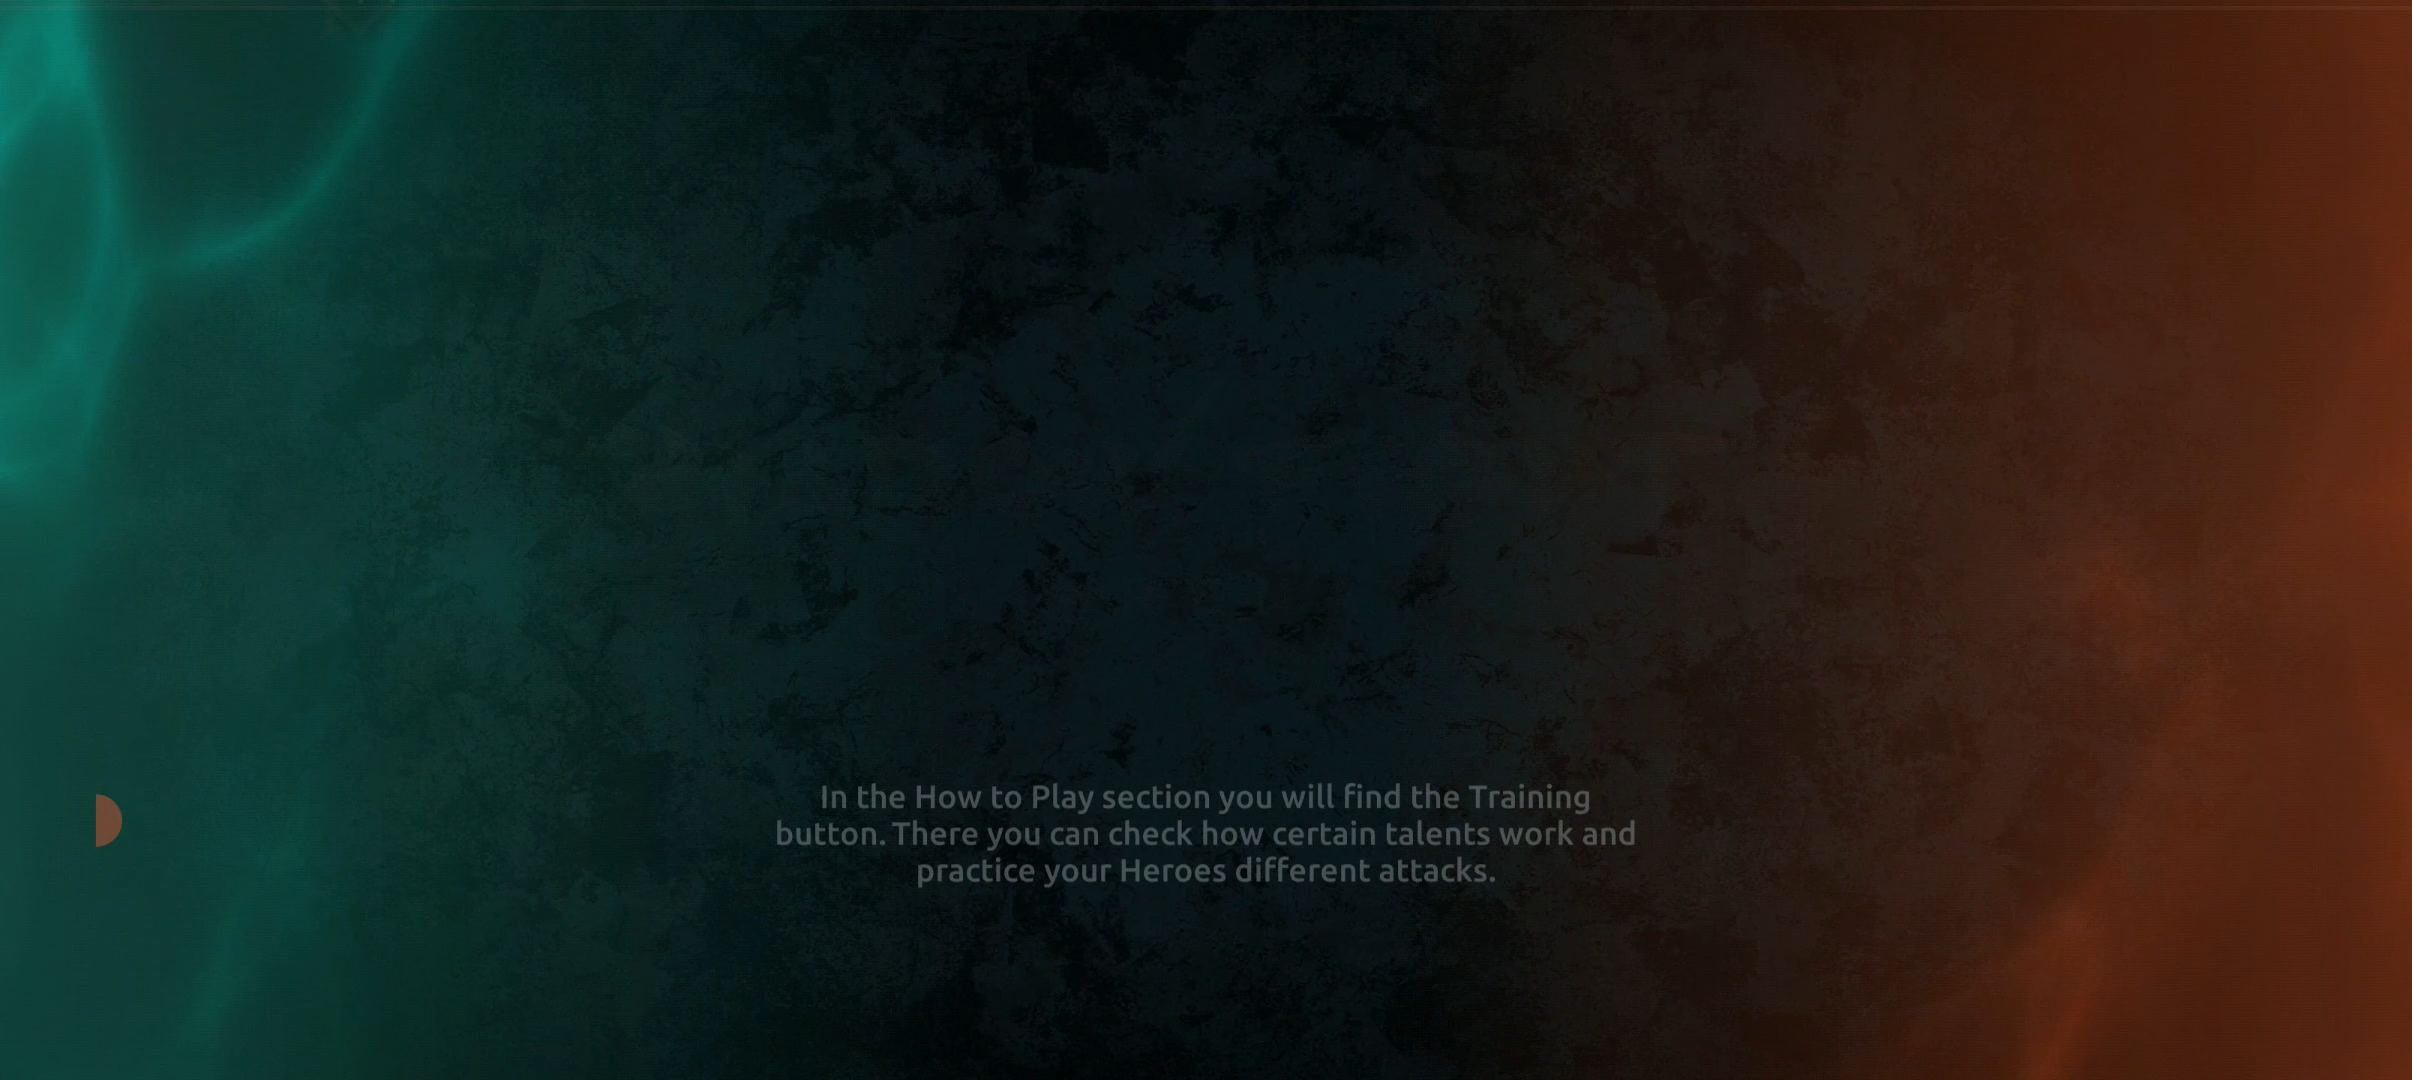 In the How to Play section you will find the Training
button. There you can check how certain talents work and
practice your Heroes different attacks.